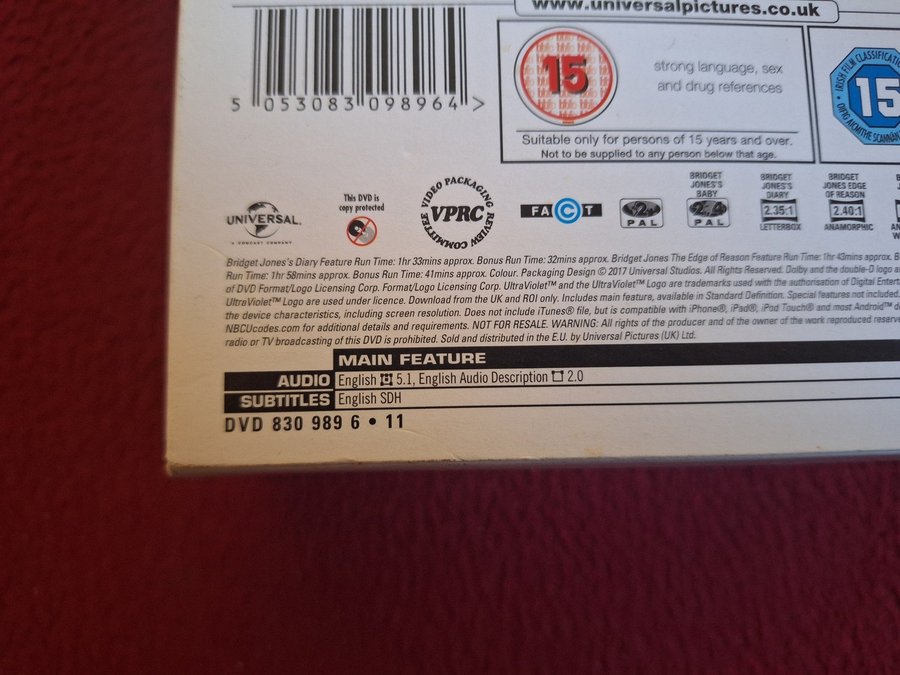 www.universalpictures.co.uk
5 053083 098964 >
15
strong language, sex
and drug references
Suitable only for persons of 15 years and over.
Not to be supplied to any person below that age.
IRISH FILM CLASSIFICATI
15
OIFIG AICMITHE SCANNÁN
UNIVERSAL
A COMCAST COMPANY
This DVD is
copy protected
VIDEO PACKAGING
REVIEW COMMITTEE
VPRC
FACT
2
PAL
BRIDGET
JONES'S
BABY
2,4
PAL
BRIDGET
JONES'S
DIARY
2.35:1
LETTERBOX
BRIDGET
JONES EDGE
OF REASON
2.40:1
ANAMORPHIC
Bridget Jones's Diary Feature Run Time: 1hr 33mins approx. Bonus Run Time: 32mins approx. Bridget Jones The Edge of Reason Feature Run Time: 1hr 43mins approx. B
Run Time: 1hr 58mins approx. Bonus Run Time: 41mins approx. Colour. Packaging Design © 2017 Universal Studios. All Rights Reserved. Dolby and the double-D logo a
of DVD Format/Logo Licensing Corp. Format/Logo Licensing Corp. UltraViolet™ and the UltraViolet™ Logo are trademarks used with the authorisation of Digital Entert
UltraViolet™ Logo are used under licence. Download from the UK and ROI only. Includes main feature, available in Standard Definition. Special features not included.
the device characteristics, including screen resolution. Does not include iTunes® file, but is compatible with iPhone®, iPad®, iPod Touch® and most Android™ d
NBCUcodes.com for additional details and requirements. NOT FOR RESALE. WARNING: All rights of the producer and of the owner of the work reproduced reserve
radio or TV broadcasting of this DVD is prohibited. Sold and distributed in the E.U. by Universal Pictures (UK) Ltd.
MAIN FEATURE
AUDIO English 5.1, English Audio Description 2.0
SUBTITLES English SDH
DVD 830 989 6 • 11